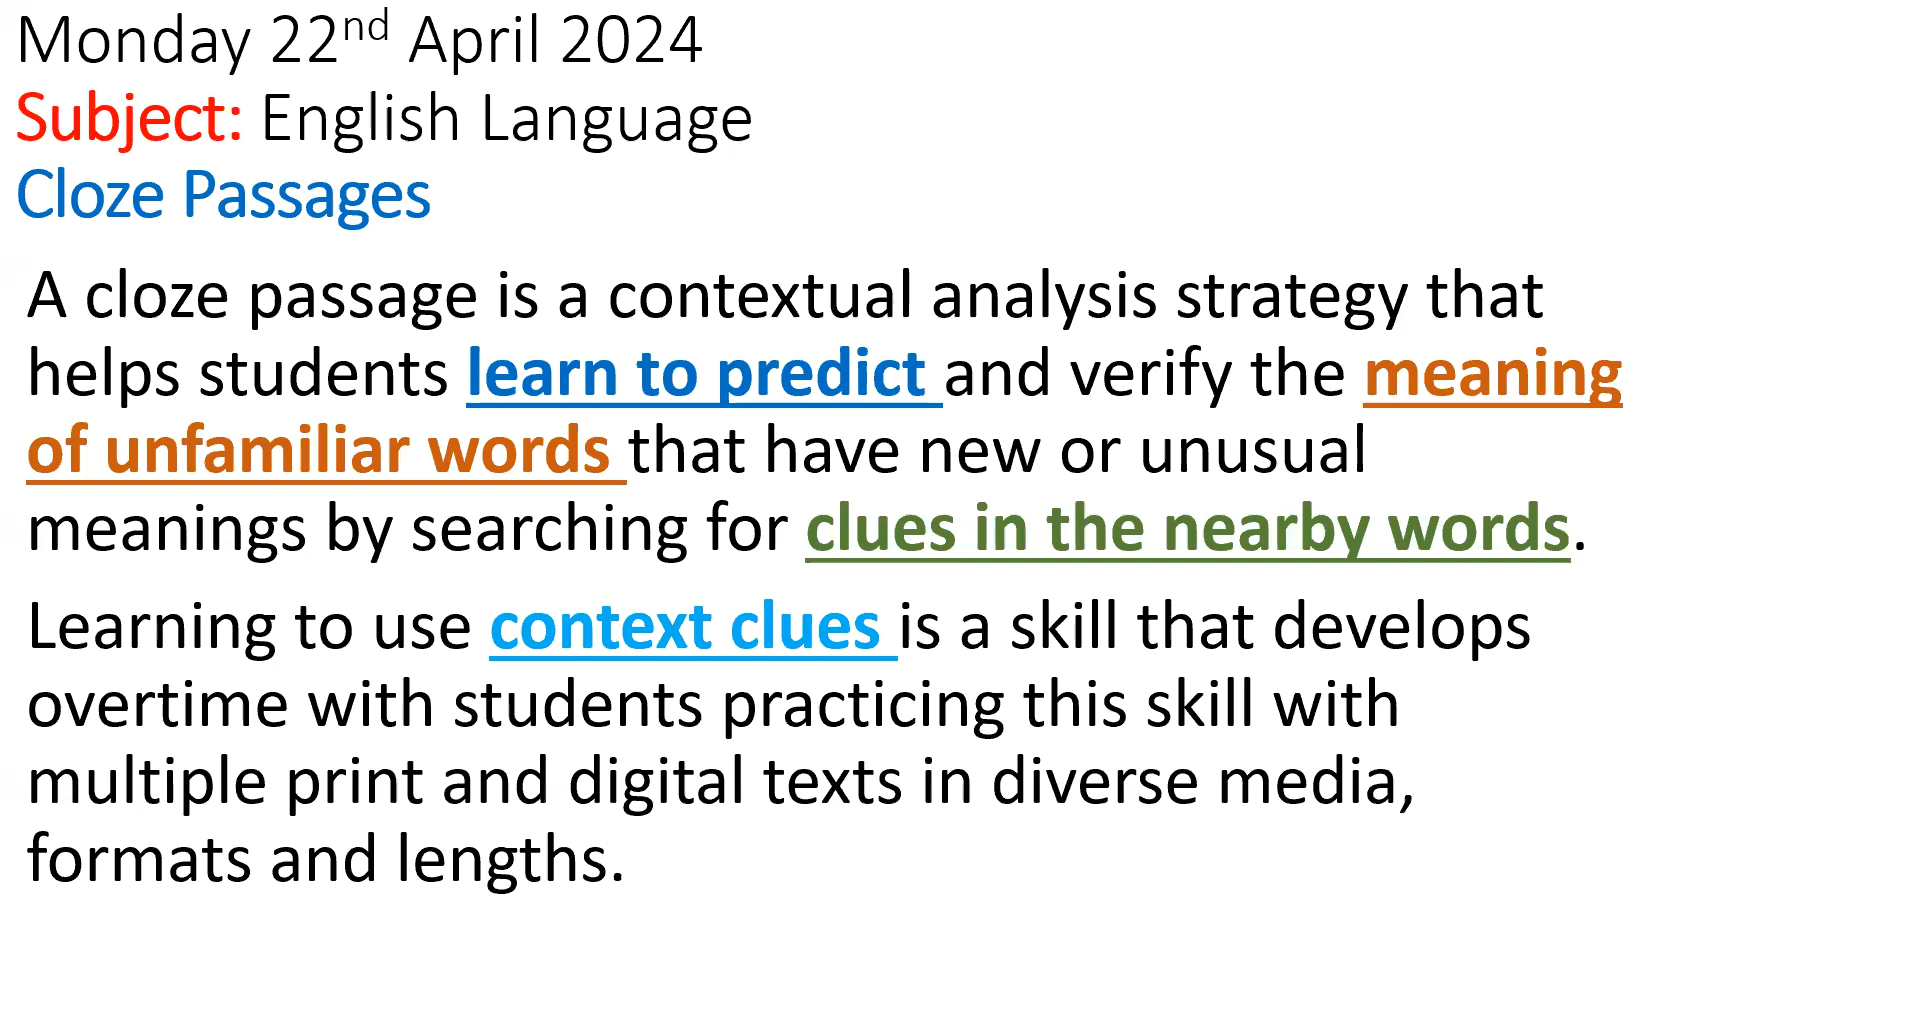 Monday 22nd April 2024
Subject: English Language
Cloze Passages
A cloze passage is a contextual analysis strategy that
helps students learn to predict and verify the meaning
of unfamiliar words that have new or unusual
meanings by searching for clues in the nearby words.
Learning to use context clues is a skill that develops
overtime with students practicing this skill with
multiple print and digital texts in diverse media,
formats and lengths.